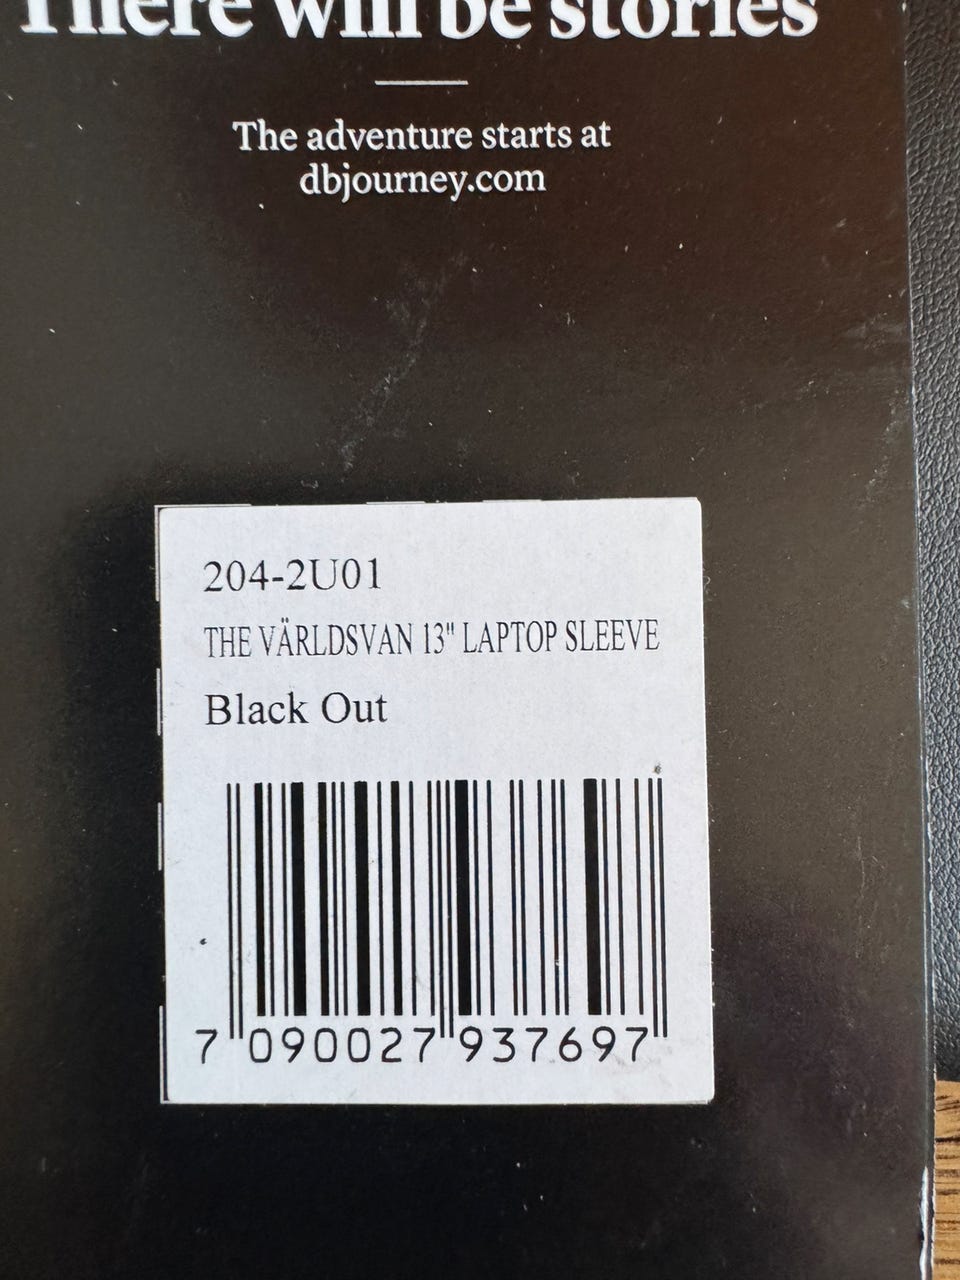 There will be stories
The adventure starts at
dbjourney.com
204-2U01
THE VÄRLDSVAN 13" LAPTOP SLEEVE
Black Out
7 090027 937697